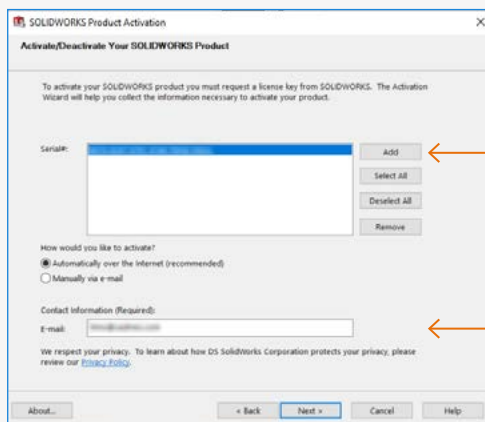 SOLIDWORKS Product Activation
Activate/Deactivate Your SOLIDWORKS Product
To activate your SOLIDWORKS product you must request a license key from SOLIDWORKS. The Activation
Wizard will help you collect the information necessary to activate your product.
Serial#:
Add
Select All
Deselect All
Remove
How would you like to activate?
Automatically over the Internet (recommended)
Manually via e-mail
Contact Information (Required):
E-mail:
We respect your privacy. To learn about how DS SolidWorks Corporation protects your privacy, please
review our Privacy Policy.
About... < Back Next > Cancel Help